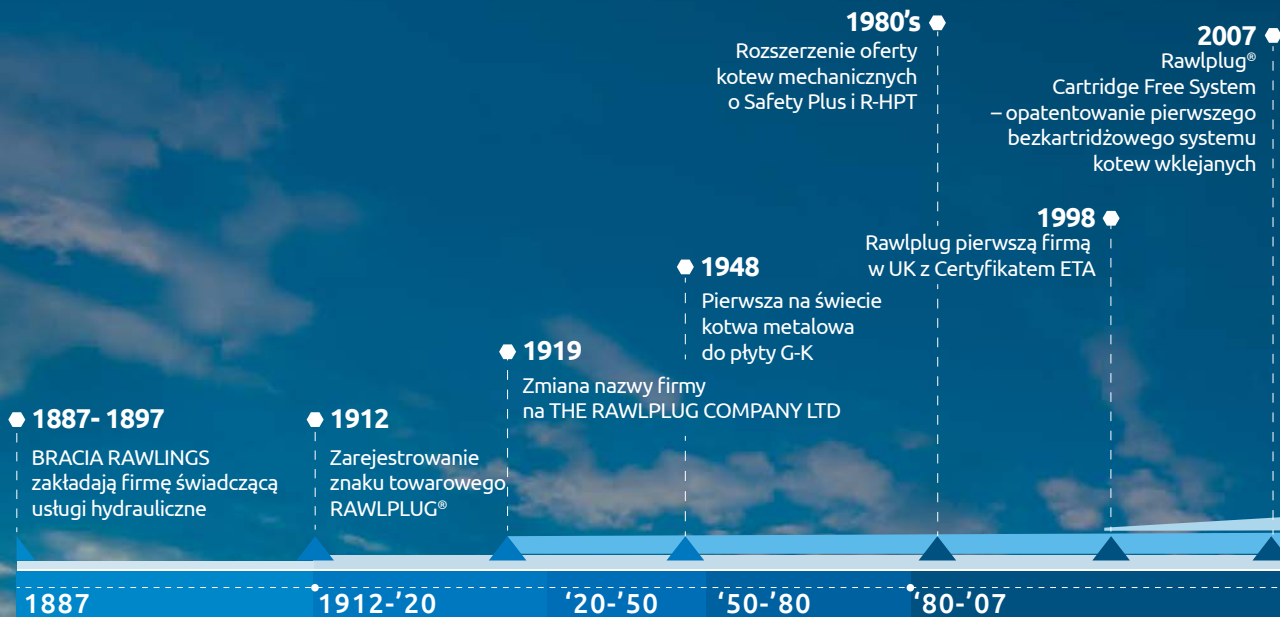 1887- 1897
BRACIA RAWLINGS
zakładają firmę świadczącą
usługi hydrauliczne
1912
Zarejestrowanie
znaku towarowego
RAWLPLUG®
1919
Zmiana nazwy firmy
na THE RAWLPLUG COMPANY LTD
1948
Pierwsza na świecie
kotwa metalowa
do płyty G-K
1980's
Rozszerzenie oferty
kotew mechanicznych
o Safety Plus i R-HPT
1998
Rawlplug pierwszą firmą
w UK z Certyfikatem ETA
2007
Rawlplug®
Cartridge Free System
– opatentowanie pierwszego
bezkartridżowego systemu
kotew wklejanych
1887
1912-’20
‘20-’50
‘50-’80
‘80-’07